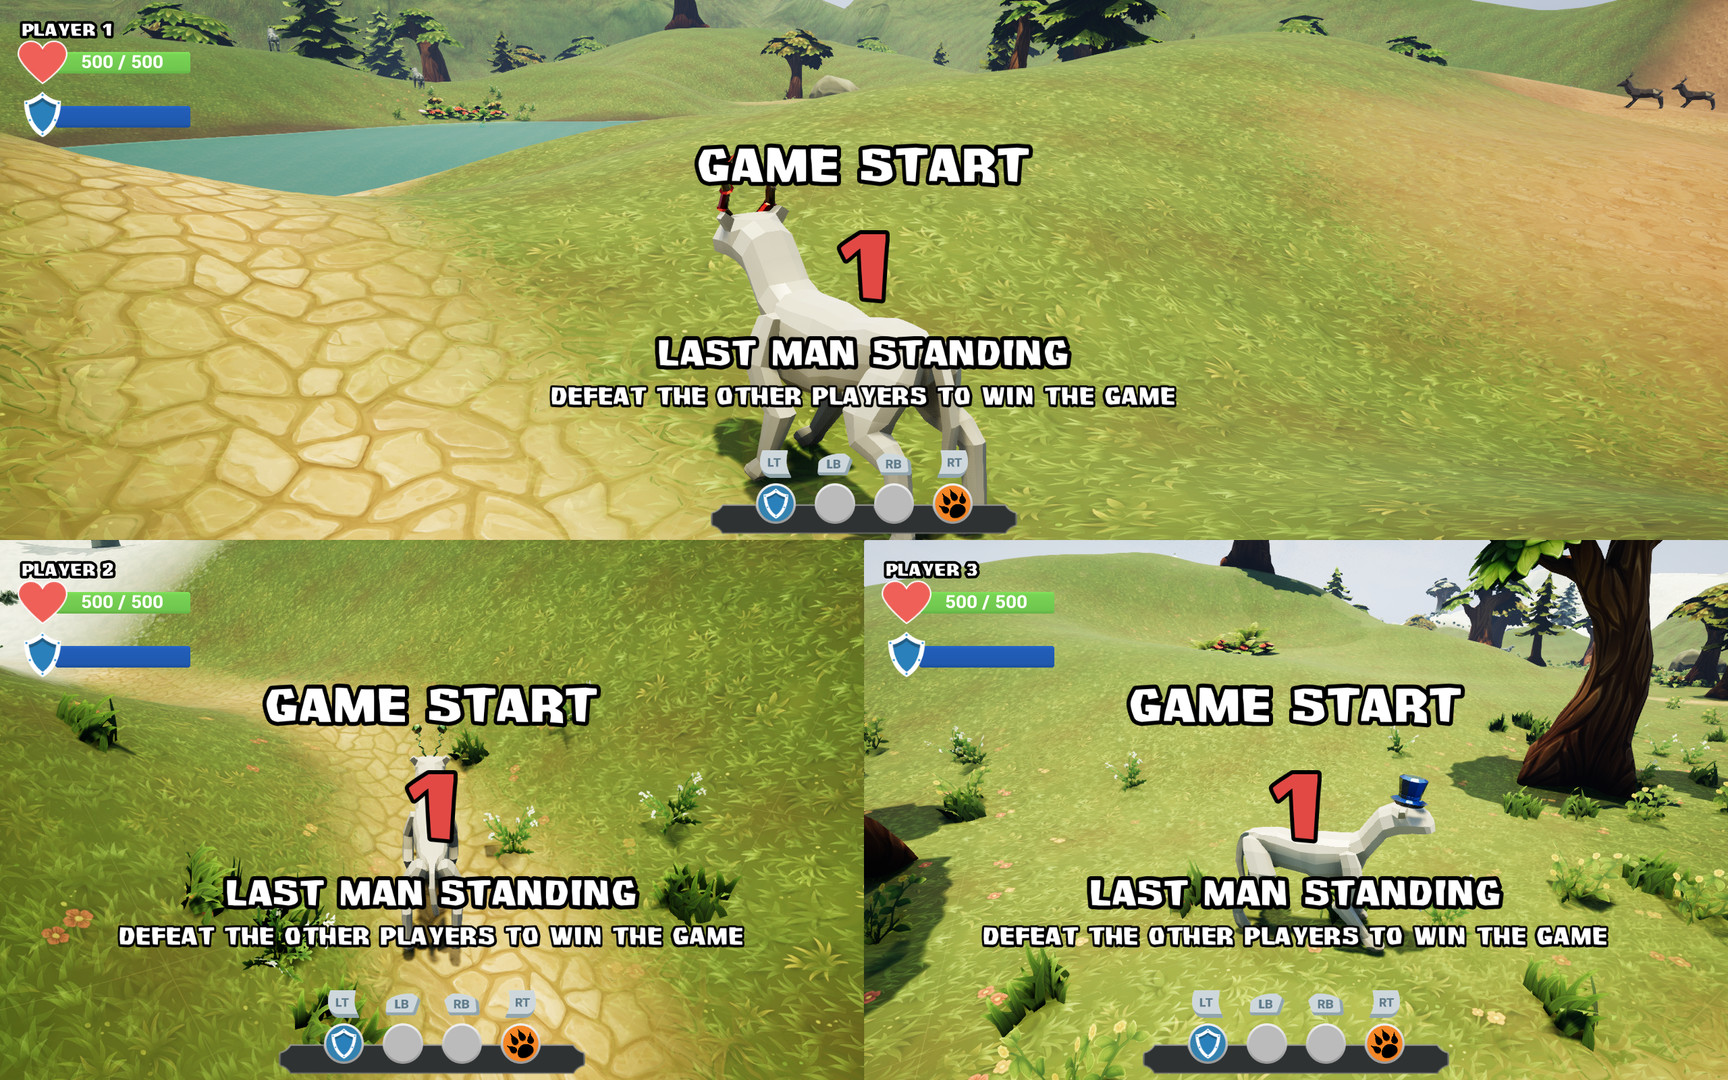 PLAYER 1
500 / 500
GAME START
1
LAST MAN STANDING
DEFEAT THE OTHER PLAYERS TO WIN THE GAME
LT LB RB RT
PLAYER 2
500 / 500
GAME START
1
LAST MAN STANDING
DEFEAT THE OTHER PLAYERS TO WIN THE GAME
LT LB RB RT
PLAYER 3
500 / 500
GAME START
1
LAST MAN STANDING
DEFEAT THE OTHER PLAYERS TO WIN THE GAME
LT LB RB RT